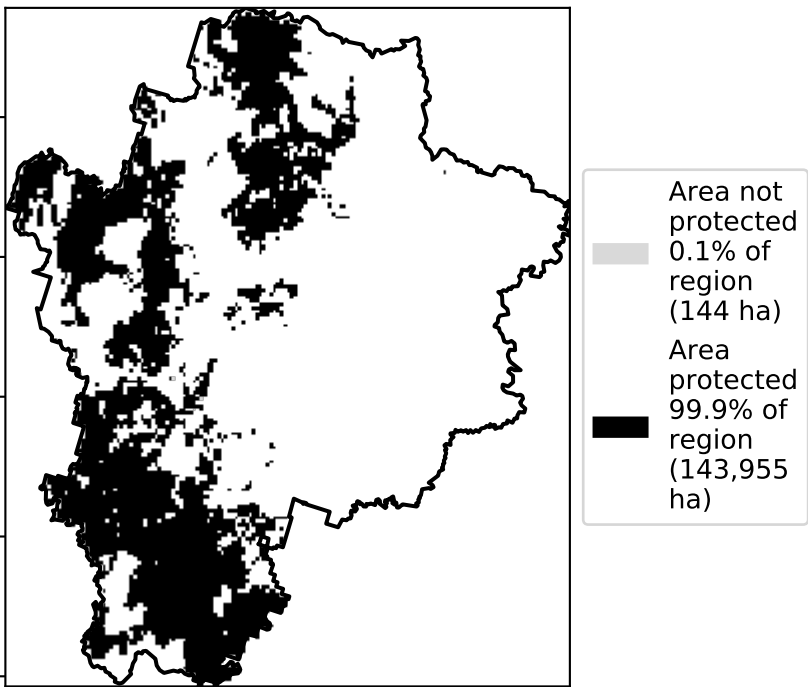 Area not
protected
0.1% of
region
(144 ha)
Area
protected
99.9% of
region
(143,955
ha)